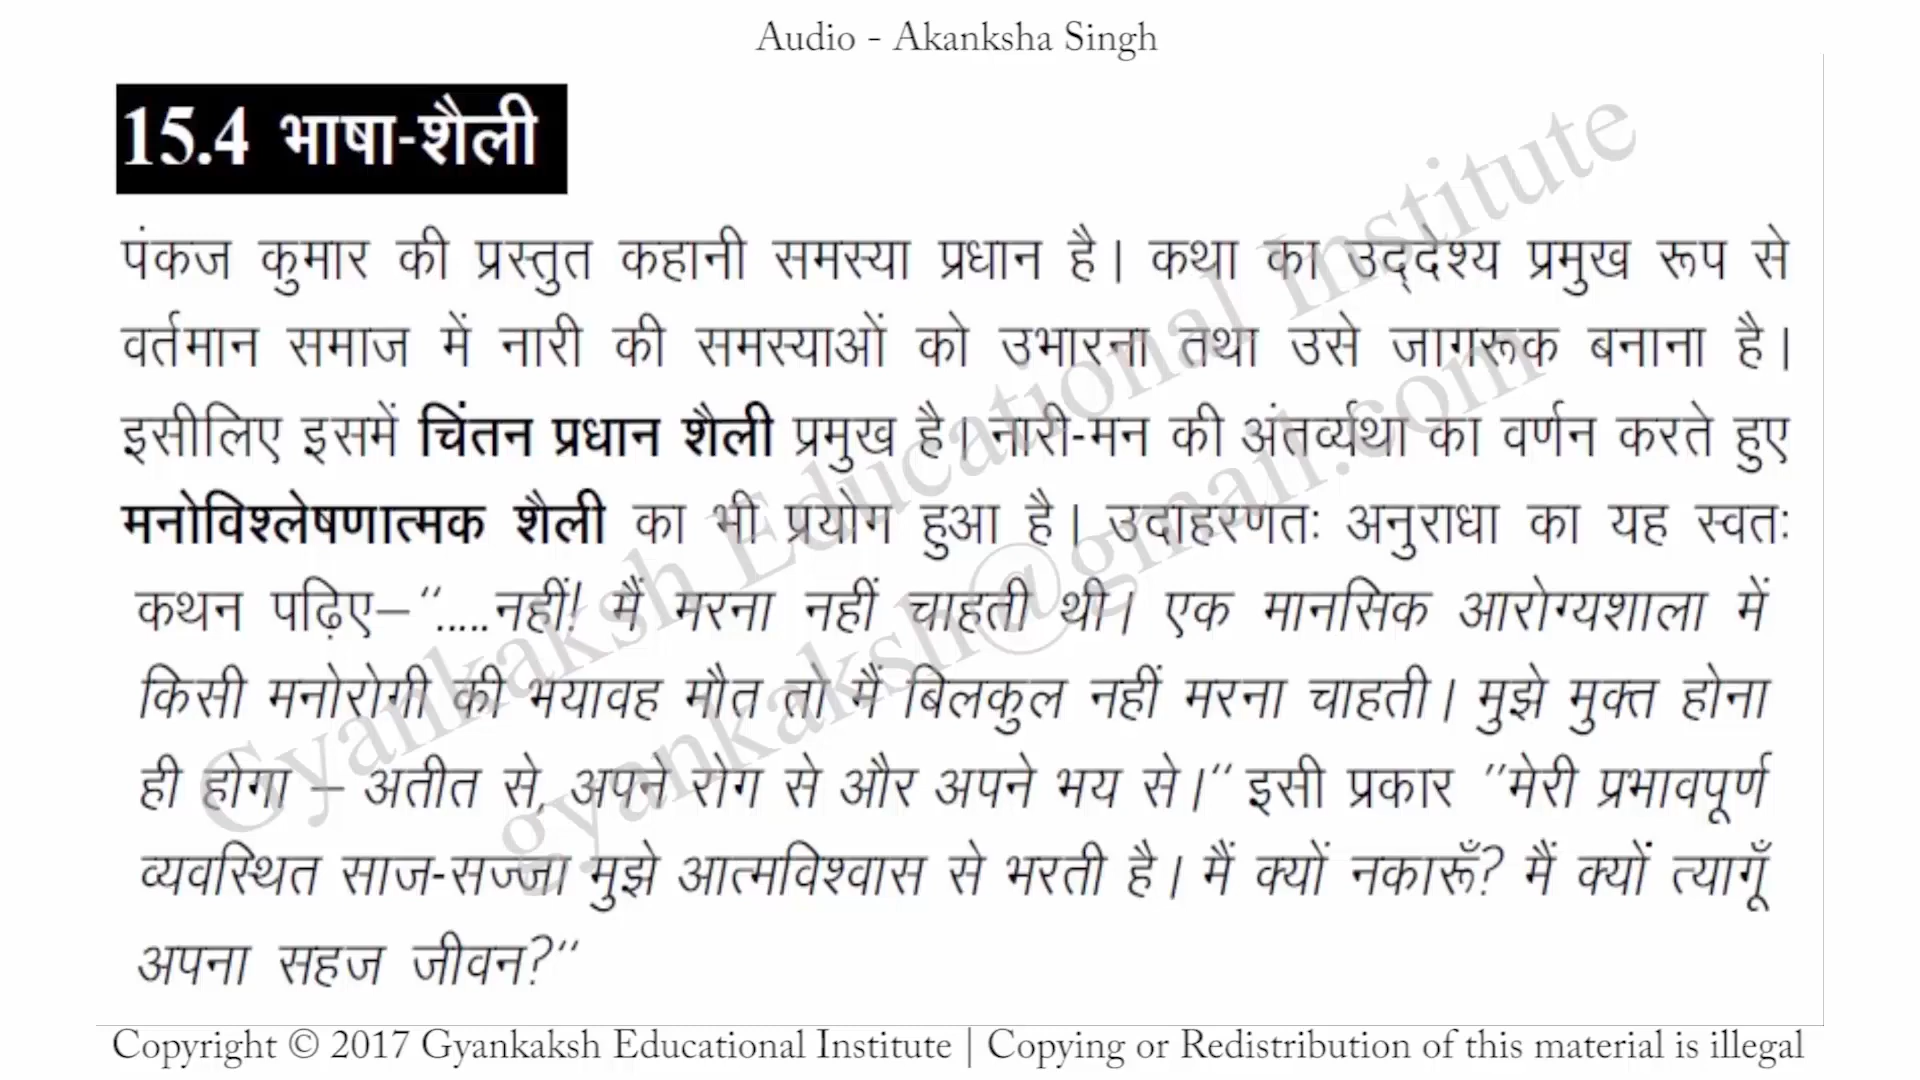 Audio - Akanksha Singh
15.4 भाषा-शैली
पंकज कुमार की प्रस्तुत कहानी समस्या प्रधान है। कथा का उद्‌देश्य प्रमुख रूप से
वर्तमान समाज में नारी की समस्याओं को उभारना तथा उसे जागरूक बनाना है।
इसीलिए इसमें चिंतन प्रधान शैली प्रमुख है। नारी-मन की अंतर्व्यथा का वर्णन करते हुए
मनोविश्लेषणात्मक शैली का भी प्रयोग हुआ है। उदाहरणतः अनुराधा का यह स्वतः
कथन पढ़िए–“.....नहीं! मैं मरना नहीं चाहती थी। एक मानसिक आरोग्यशाला में
किसी मनोरोगी की भयावह मौत तो मैं बिलकुल नहीं मरना चाहती। मुझे मुक्त होना
ही होगा – अतीत से, अपने रोग से और अपने भय से।“ इसी प्रकार ”मेरी प्रभावपूर्ण
व्यवस्थित साज-सज्जा मुझे आत्मविश्वास से भरती है। मैं क्यों नकारूँ? मैं क्यों त्यागूँ
अपना सहज जीवन?“
Gyankaksh Educational Institute
gyankaksh@gmail.com
Copyright © 2017 Gyankaksh Educational Institute | Copying or Redistribution of this material is illegal